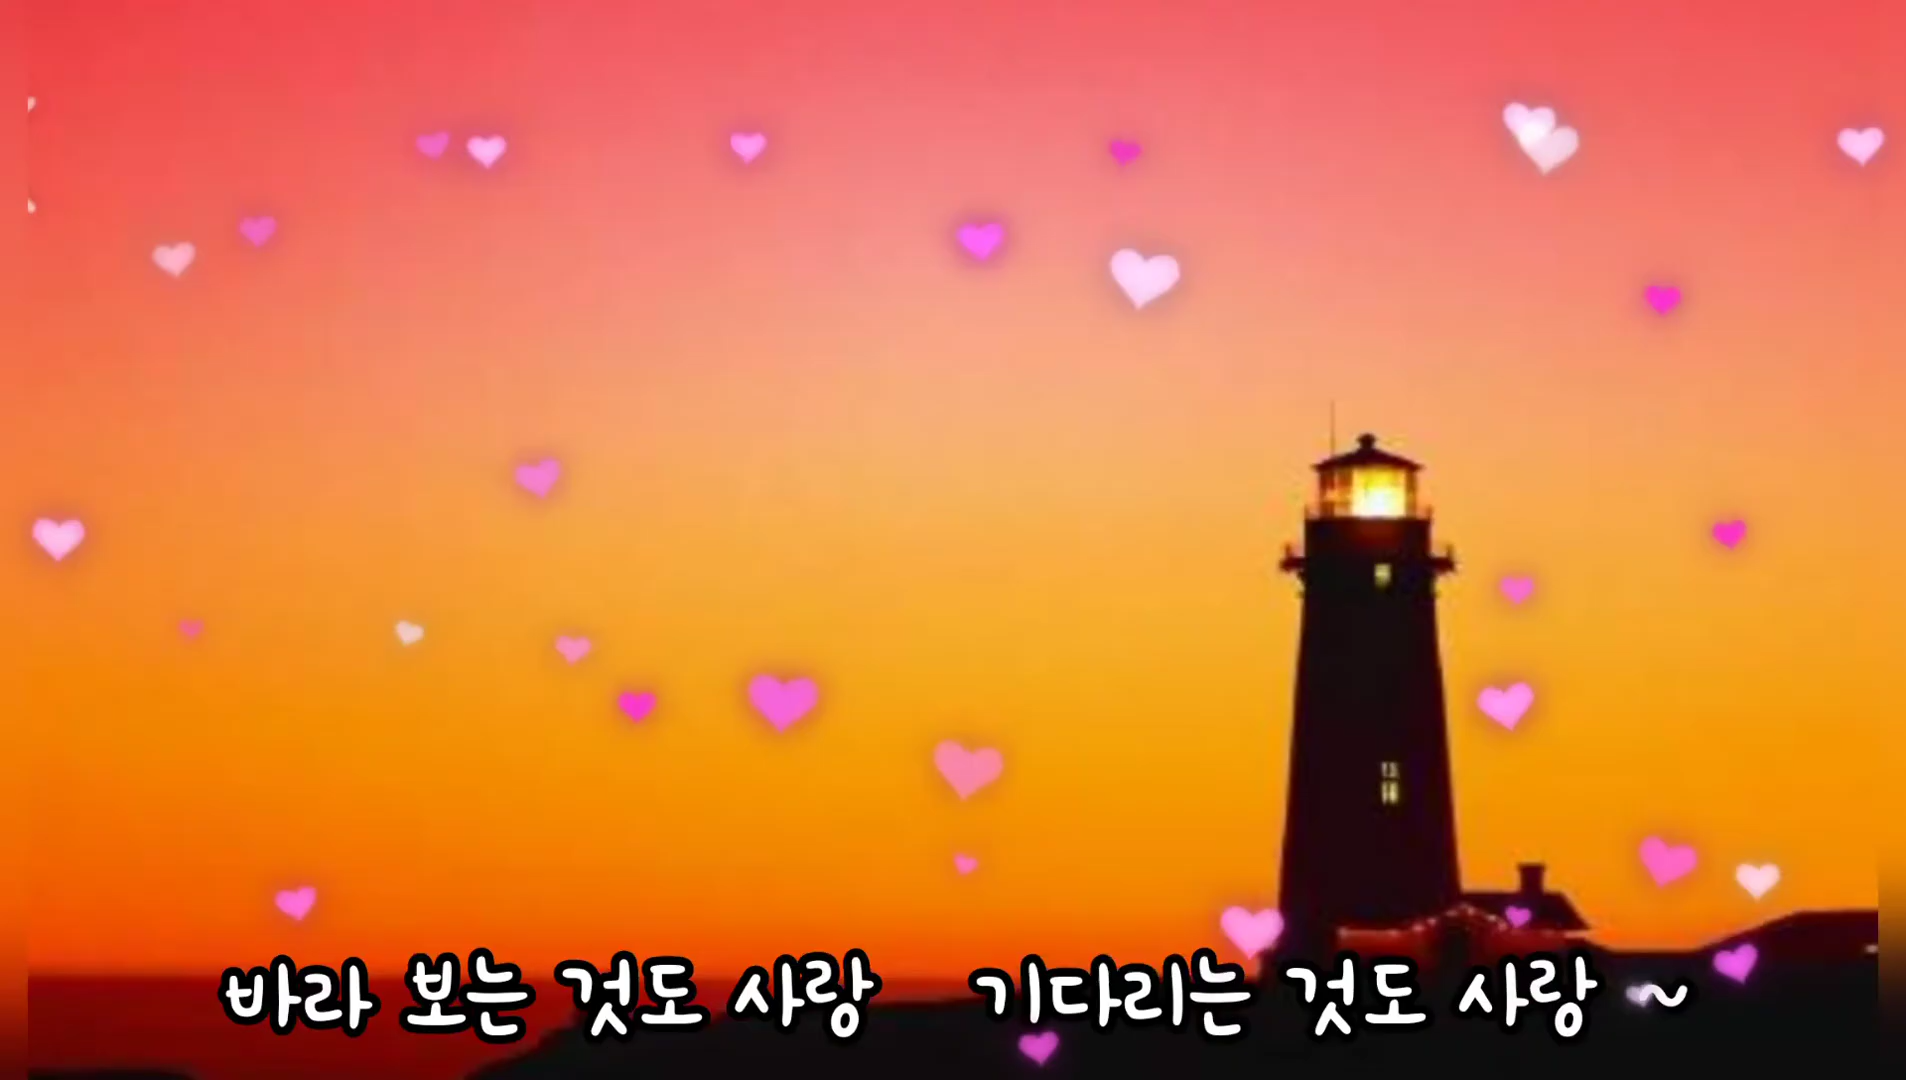 바라 보는 것도 사랑 기다리는 것도 사랑 ~